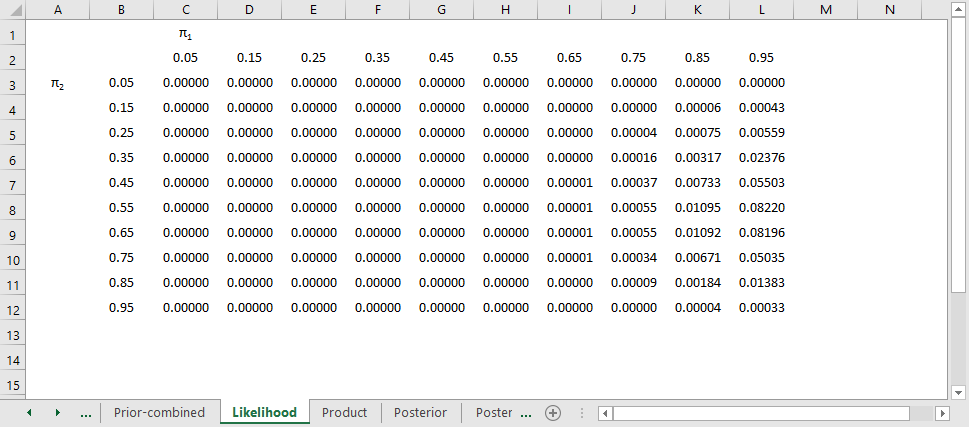 A B C D E F G H I J K L M N
1 π1
2 0.05 0.15 0.25 0.35 0.45 0.55 0.65 0.75 0.85 0.95
3 π2 0.05 0.00000 0.00000 0.00000 0.00000 0.00000 0.00000 0.00000 0.00000 0.00000 0.00000
4 0.15 0.00000 0.00000 0.00000 0.00000 0.00000 0.00000 0.00000 0.00000 0.00006 0.00043
5 0.25 0.00000 0.00000 0.00000 0.00000 0.00000 0.00000 0.00000 0.00004 0.00075 0.00559
6 0.35 0.00000 0.00000 0.00000 0.00000 0.00000 0.00000 0.00000 0.00016 0.00317 0.02376
7 0.45 0.00000 0.00000 0.00000 0.00000 0.00000 0.00000 0.00001 0.00037 0.00733 0.05503
8 0.55 0.00000 0.00000 0.00000 0.00000 0.00000 0.00000 0.00001 0.00055 0.01095 0.08220
9 0.65 0.00000 0.00000 0.00000 0.00000 0.00000 0.00000 0.00001 0.00055 0.01092 0.08196
10 0.75 0.00000 0.00000 0.00000 0.00000 0.00000 0.00000 0.00001 0.00034 0.00671 0.05035
11 0.85 0.00000 0.00000 0.00000 0.00000 0.00000 0.00000 0.00000 0.00009 0.00184 0.01383
12 0.95 0.00000 0.00000 0.00000 0.00000 0.00000 0.00000 0.00000 0.00000 0.00004 0.00033
13
14
15
... Prior-combined Likelihood Product Posterior Poster ...